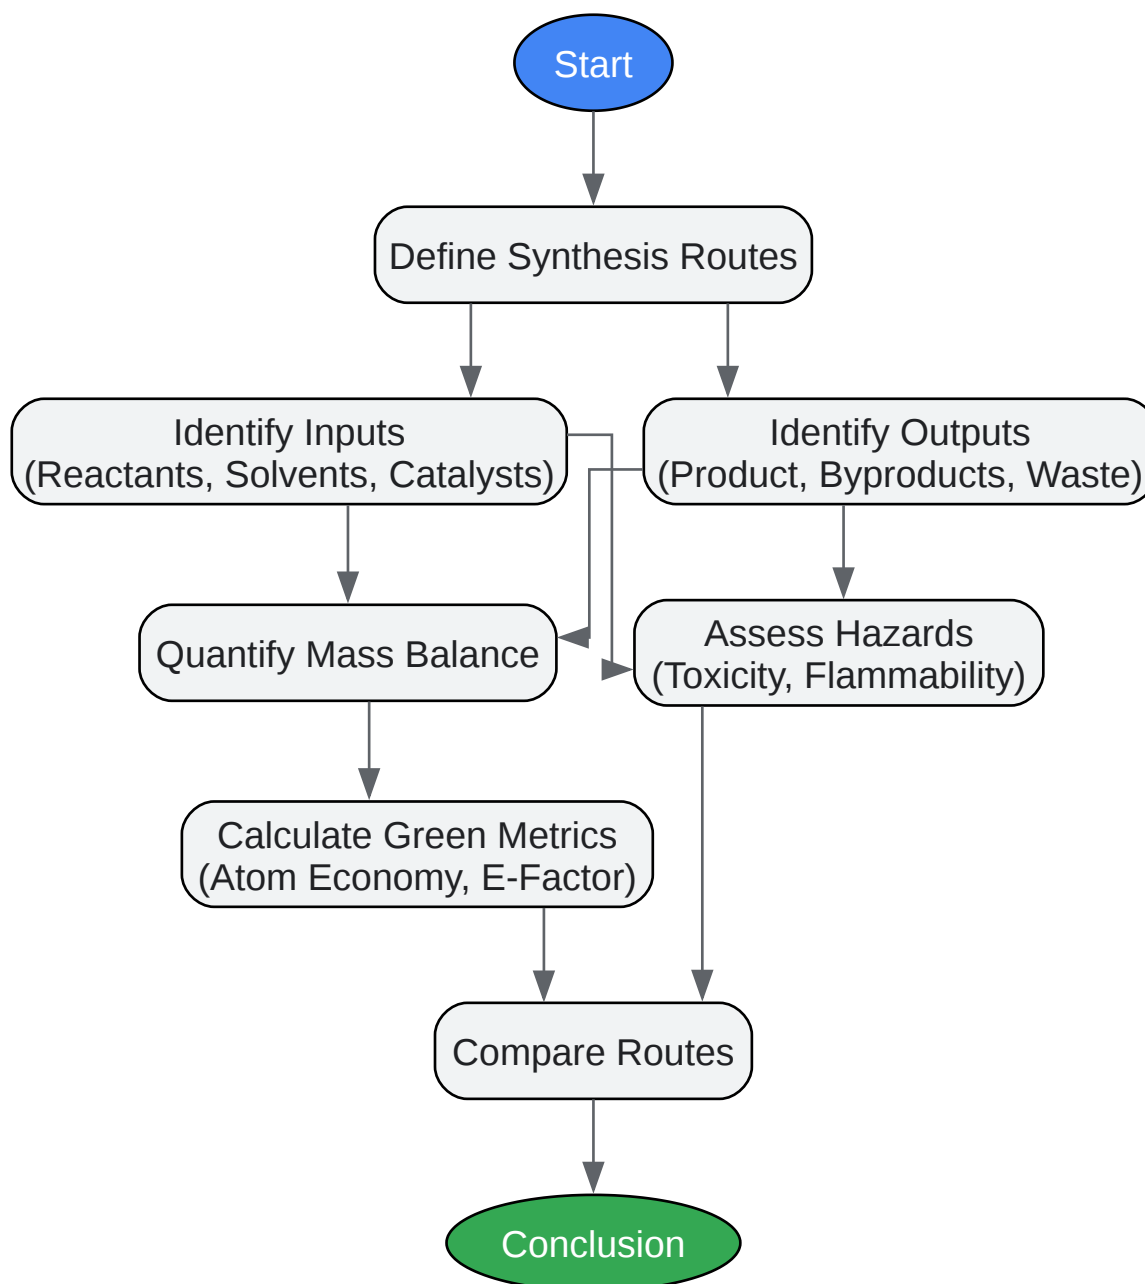 Start
Define Synthesis Routes
Identify Inputs
(Reactants, Solvents, Catalysts)
Identify Outputs
(Product, Byproducts, Waste)
Quantify Mass Balance
Assess Hazards
(Toxicity, Flammability)
Calculate Green Metrics
(Atom Economy, E-Factor)
Compare Routes
Conclusion